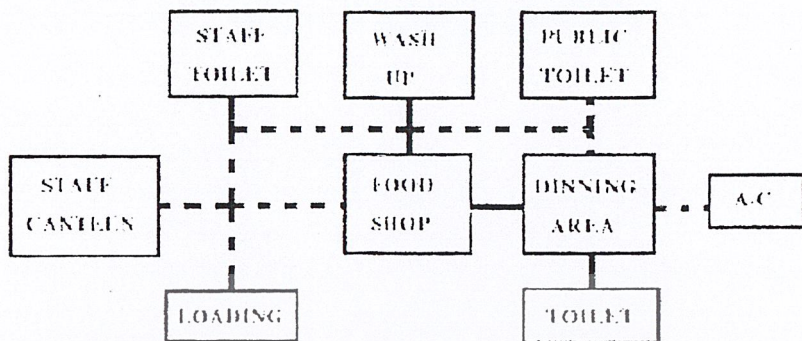 STAFF
TOILET
WASH
UP
PUBLIC
TOILET
STAFF
CANTEEN
FOOD
SHOP
DINNING
AREA
A.C
LOADING
TOILET